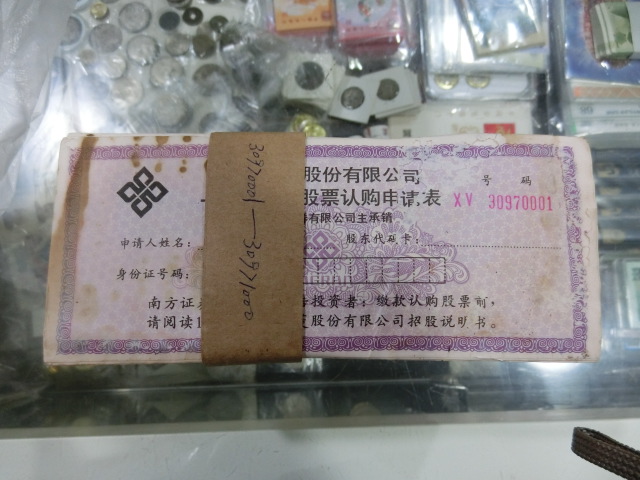 股份有限公司
股票认购申请表
号 码
XV 30970001
有限公司主承销
申请人姓名:
股东代码卡:
身份证号码:
南方证
投资者:缴款认购股票前,
请阅读1
股份有限公司招股说明书。
30970001—30971000